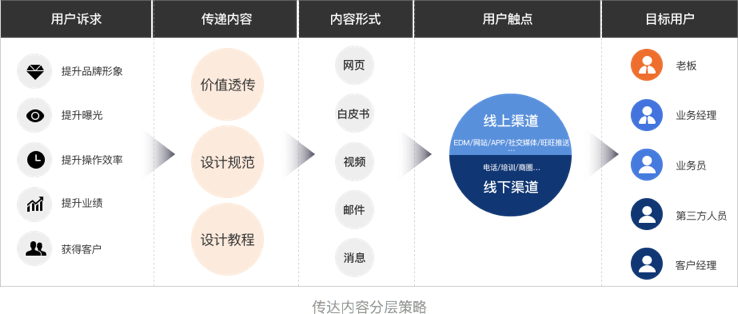 用户诉求
传递内容
内容形式
用户触点
目标用户
提升品牌形象
提升曝光
提升操作效率
提升业绩
获得客户
价值透传
设计规范
设计教程
网页
白皮书
视频
邮件
消息
线上渠道
EDM/网站/APP/社交媒体/旺旺推送
...
电话/培训/商圈...
线下渠道
老板
业务经理
业务员
第三方人员
客户经理
传达内容分层策略